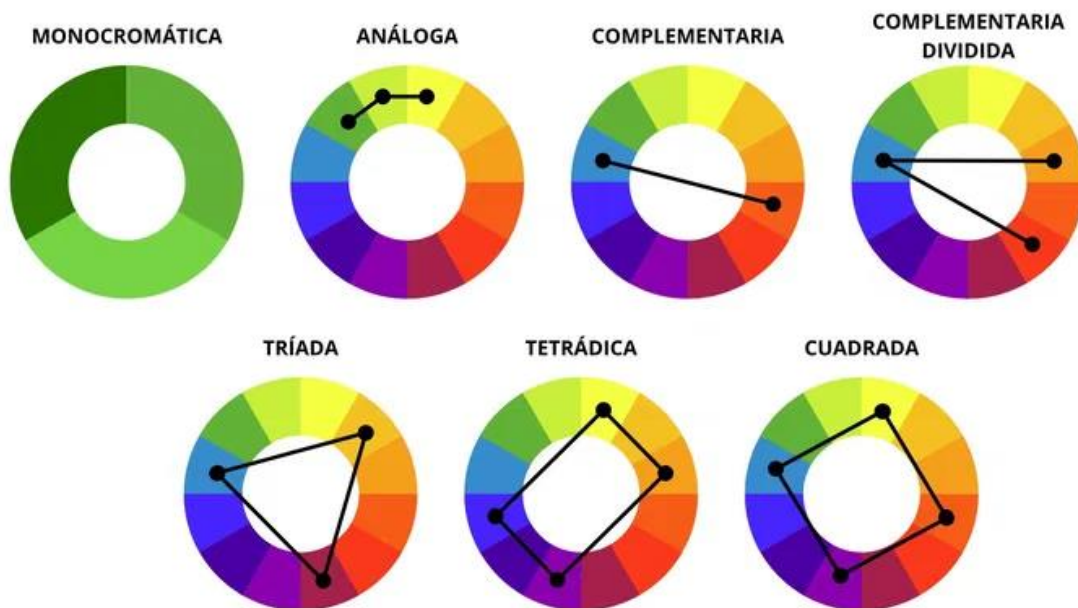 MONOCROMÁTICA
ANÁLOGA
COMPLEMENTARIA
COMPLEMENTARIA
DIVIDIDA
TRÍADA
TETRÁDICA
CUADRADA